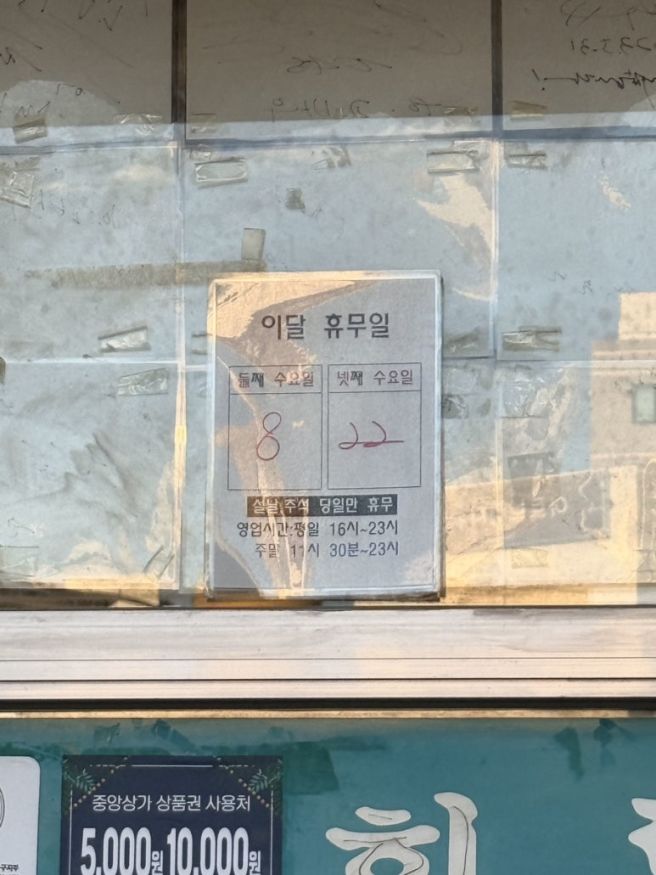 이달 휴무일
둘째 수요일 넷째 수요일
8 22
설날,추석 당일만 휴무
영업시간:평일 16시~23시
주말 11시 30분~23시
중앙상가 상품권 사용처
5,000원 10,000원
회